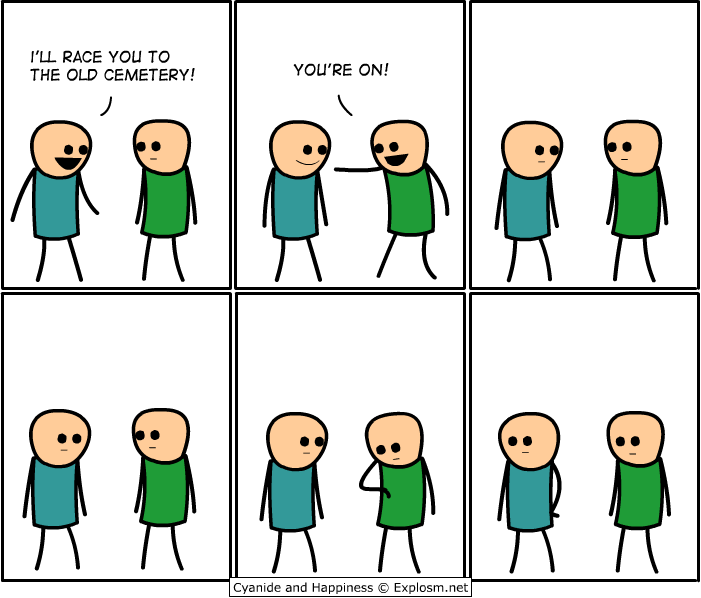 I'LL RACE YOU TO
THE OLD CEMETERY!
YOU'RE ON!
Cyanide and Happiness © Explosm.net